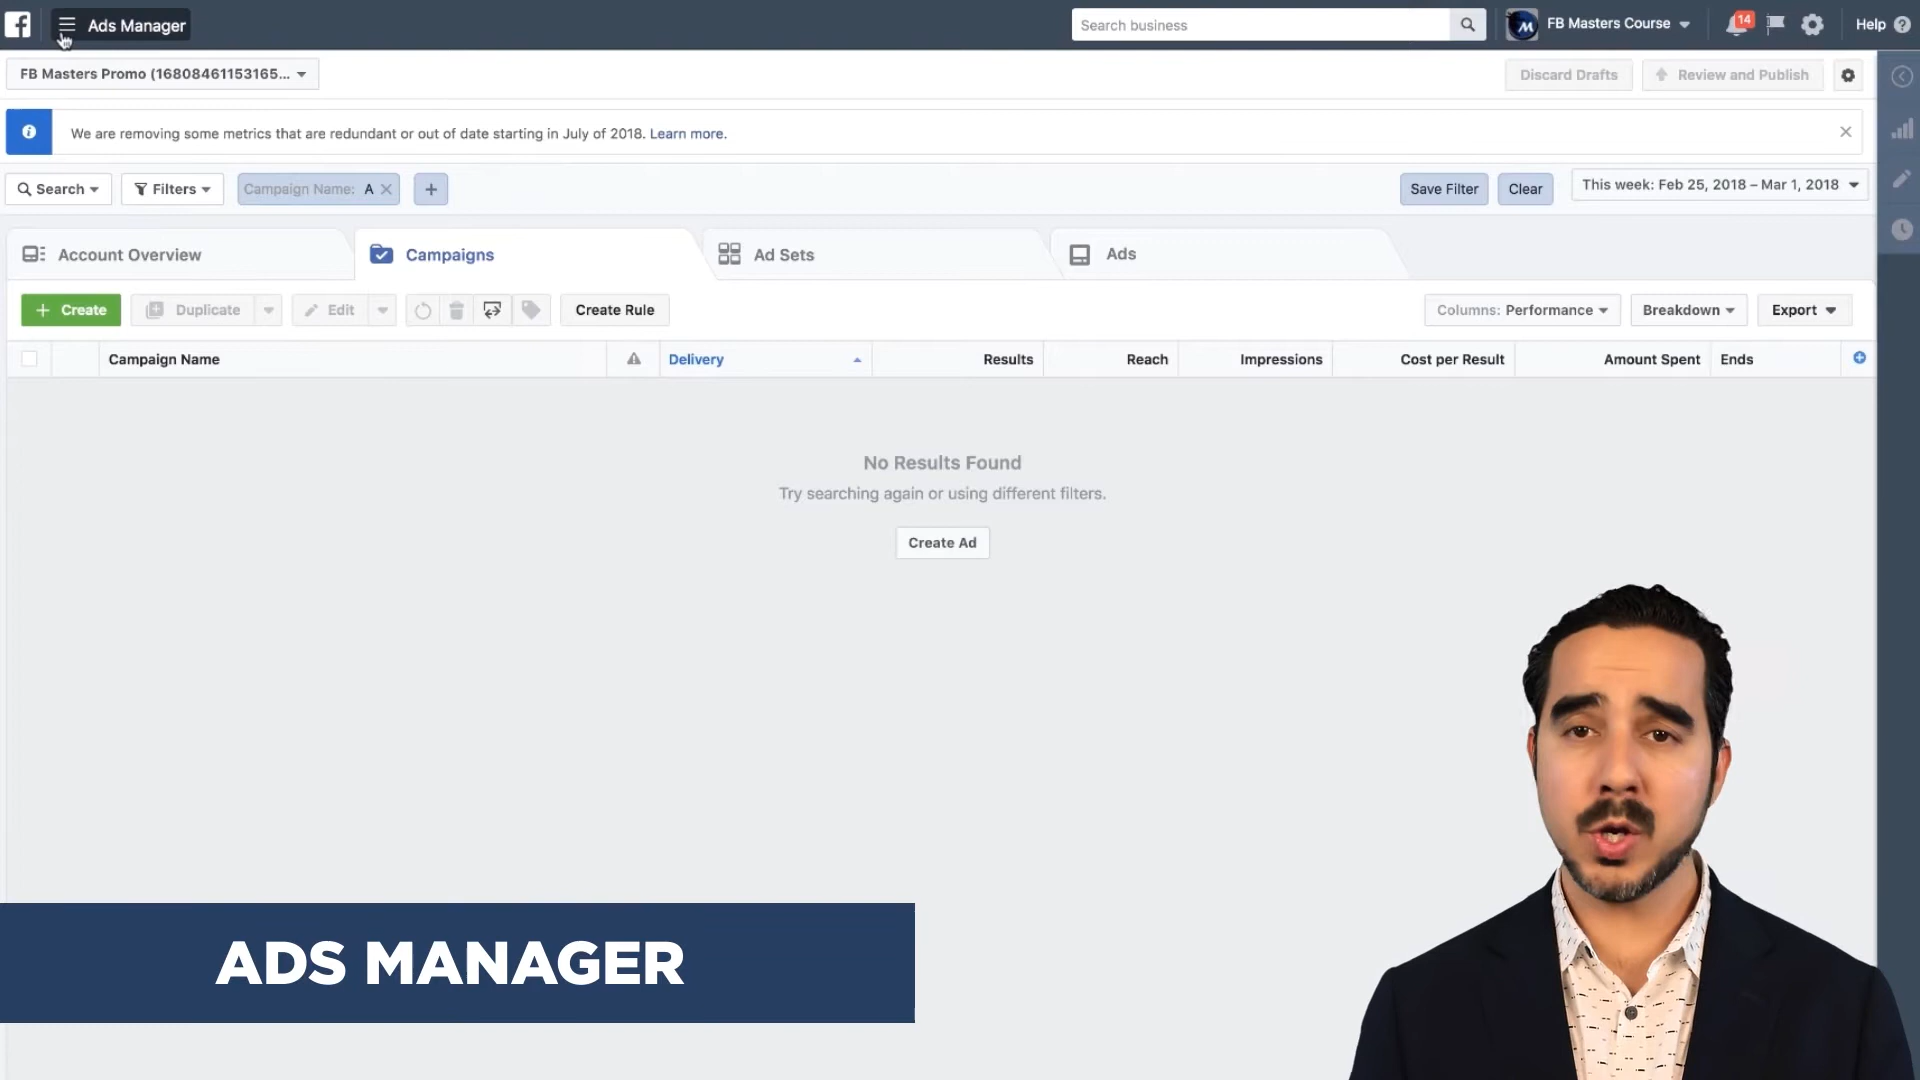 Ads Manager
Search business
FB Masters Course
14
Help
FB Masters Promo (16808461153165...
Discard Drafts
Review and Publish
We are removing some metrics that are redundant or out of date starting in July of 2018. Learn more.
Search
Filters
Campaign Name: A
Save Filter
Clear
This week: Feb 25, 2018 – Mar 1, 2018
Account Overview
Campaigns
Ad Sets
Ads
+ Create
Duplicate
Edit
Create Rule
Columns: Performance
Breakdown
Export
Campaign Name
Delivery
Results
Reach
Impressions
Cost per Result
Amount Spent
Ends
No Results Found
Try searching again or using different filters.
Create Ad
ADS MANAGER